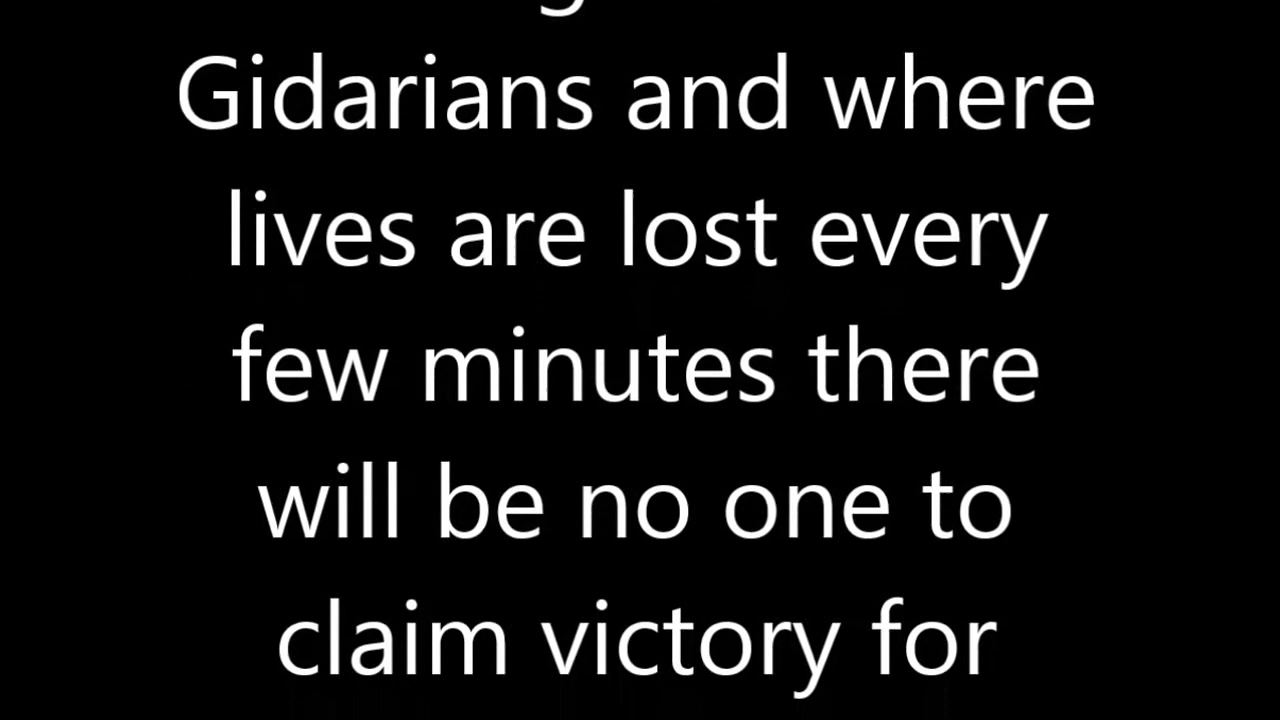 Gidarians and where
lives are lost every
few minutes there
will be no one to
claim victory for